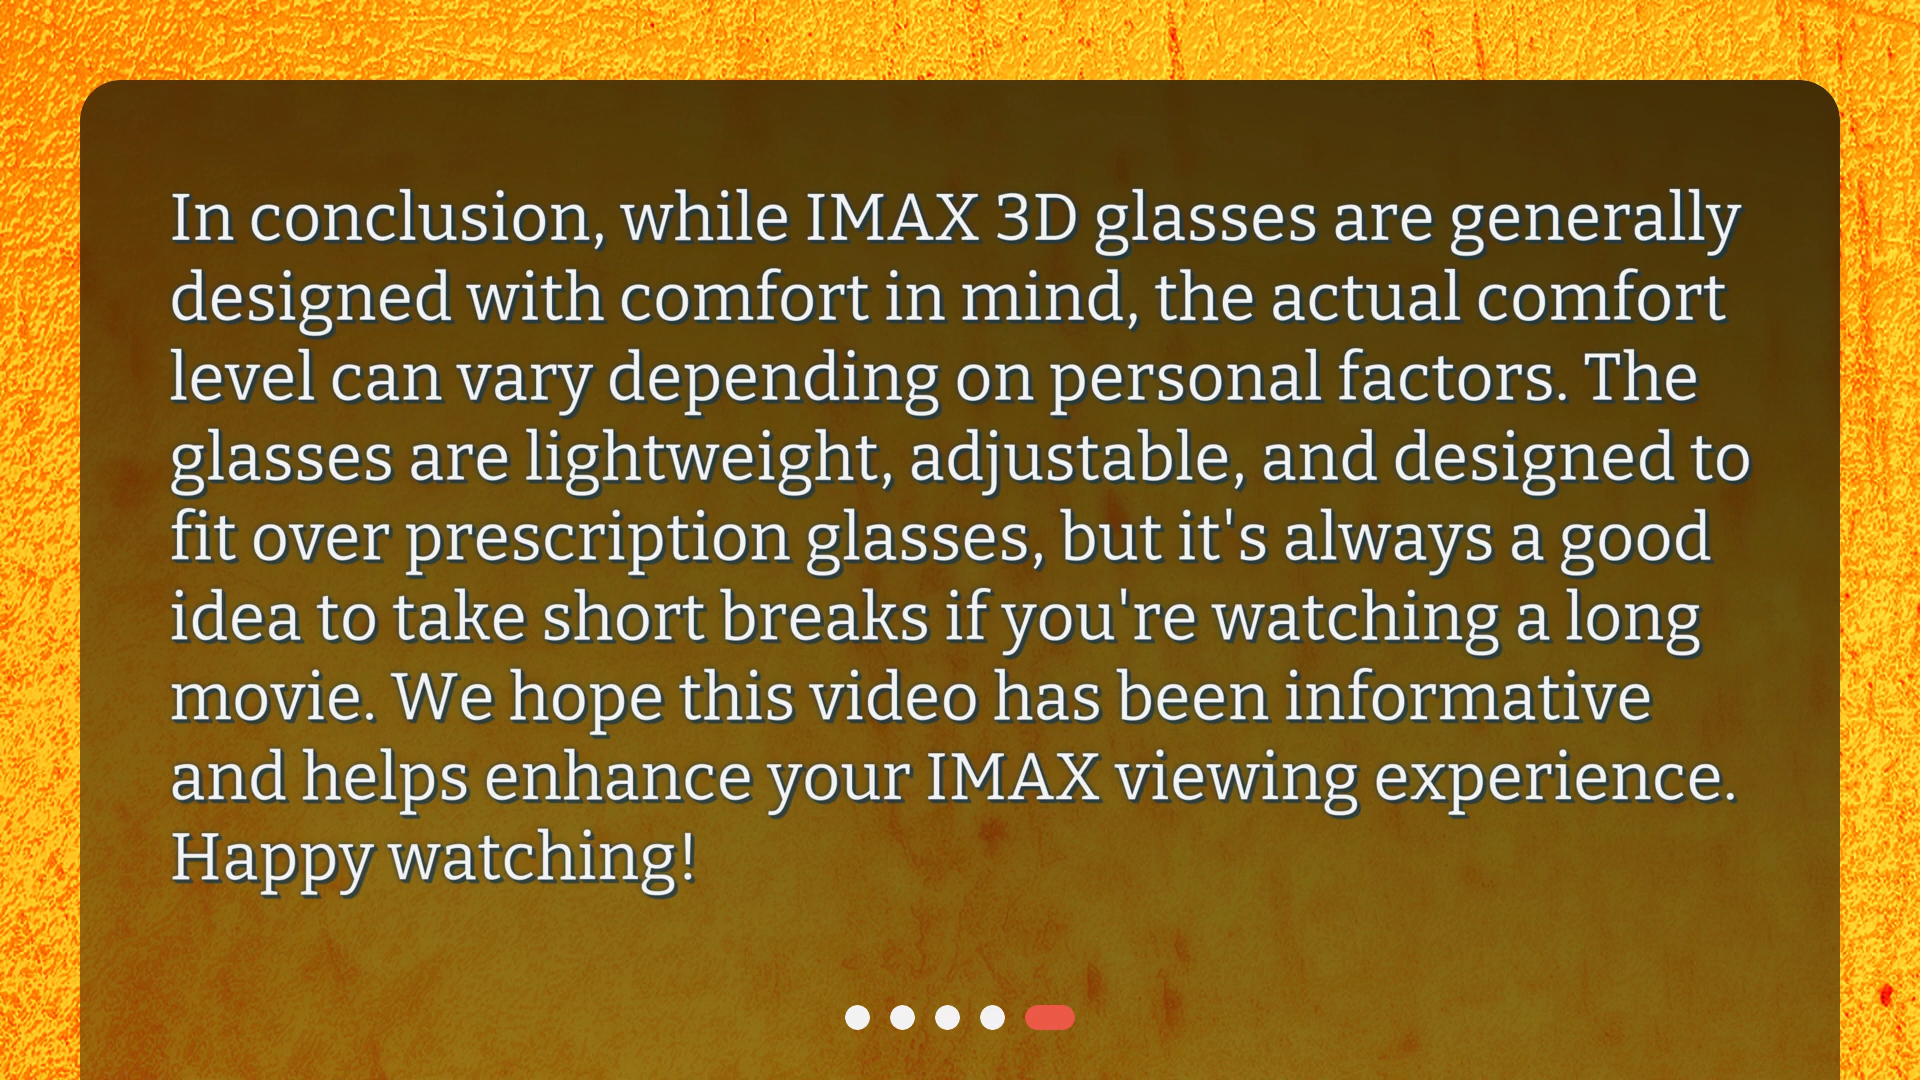 In conclusion, while IMAX 3D glasses are generally
designed with comfort in mind, the actual comfort
level can vary depending on personal factors. The
glasses are lightweight, adjustable, and designed to
fit over prescription glasses, but it's always a good
idea to take short breaks if you're watching a long
movie. We hope this video has been informative
and helps enhance your IMAX viewing experience.
Happy watching!